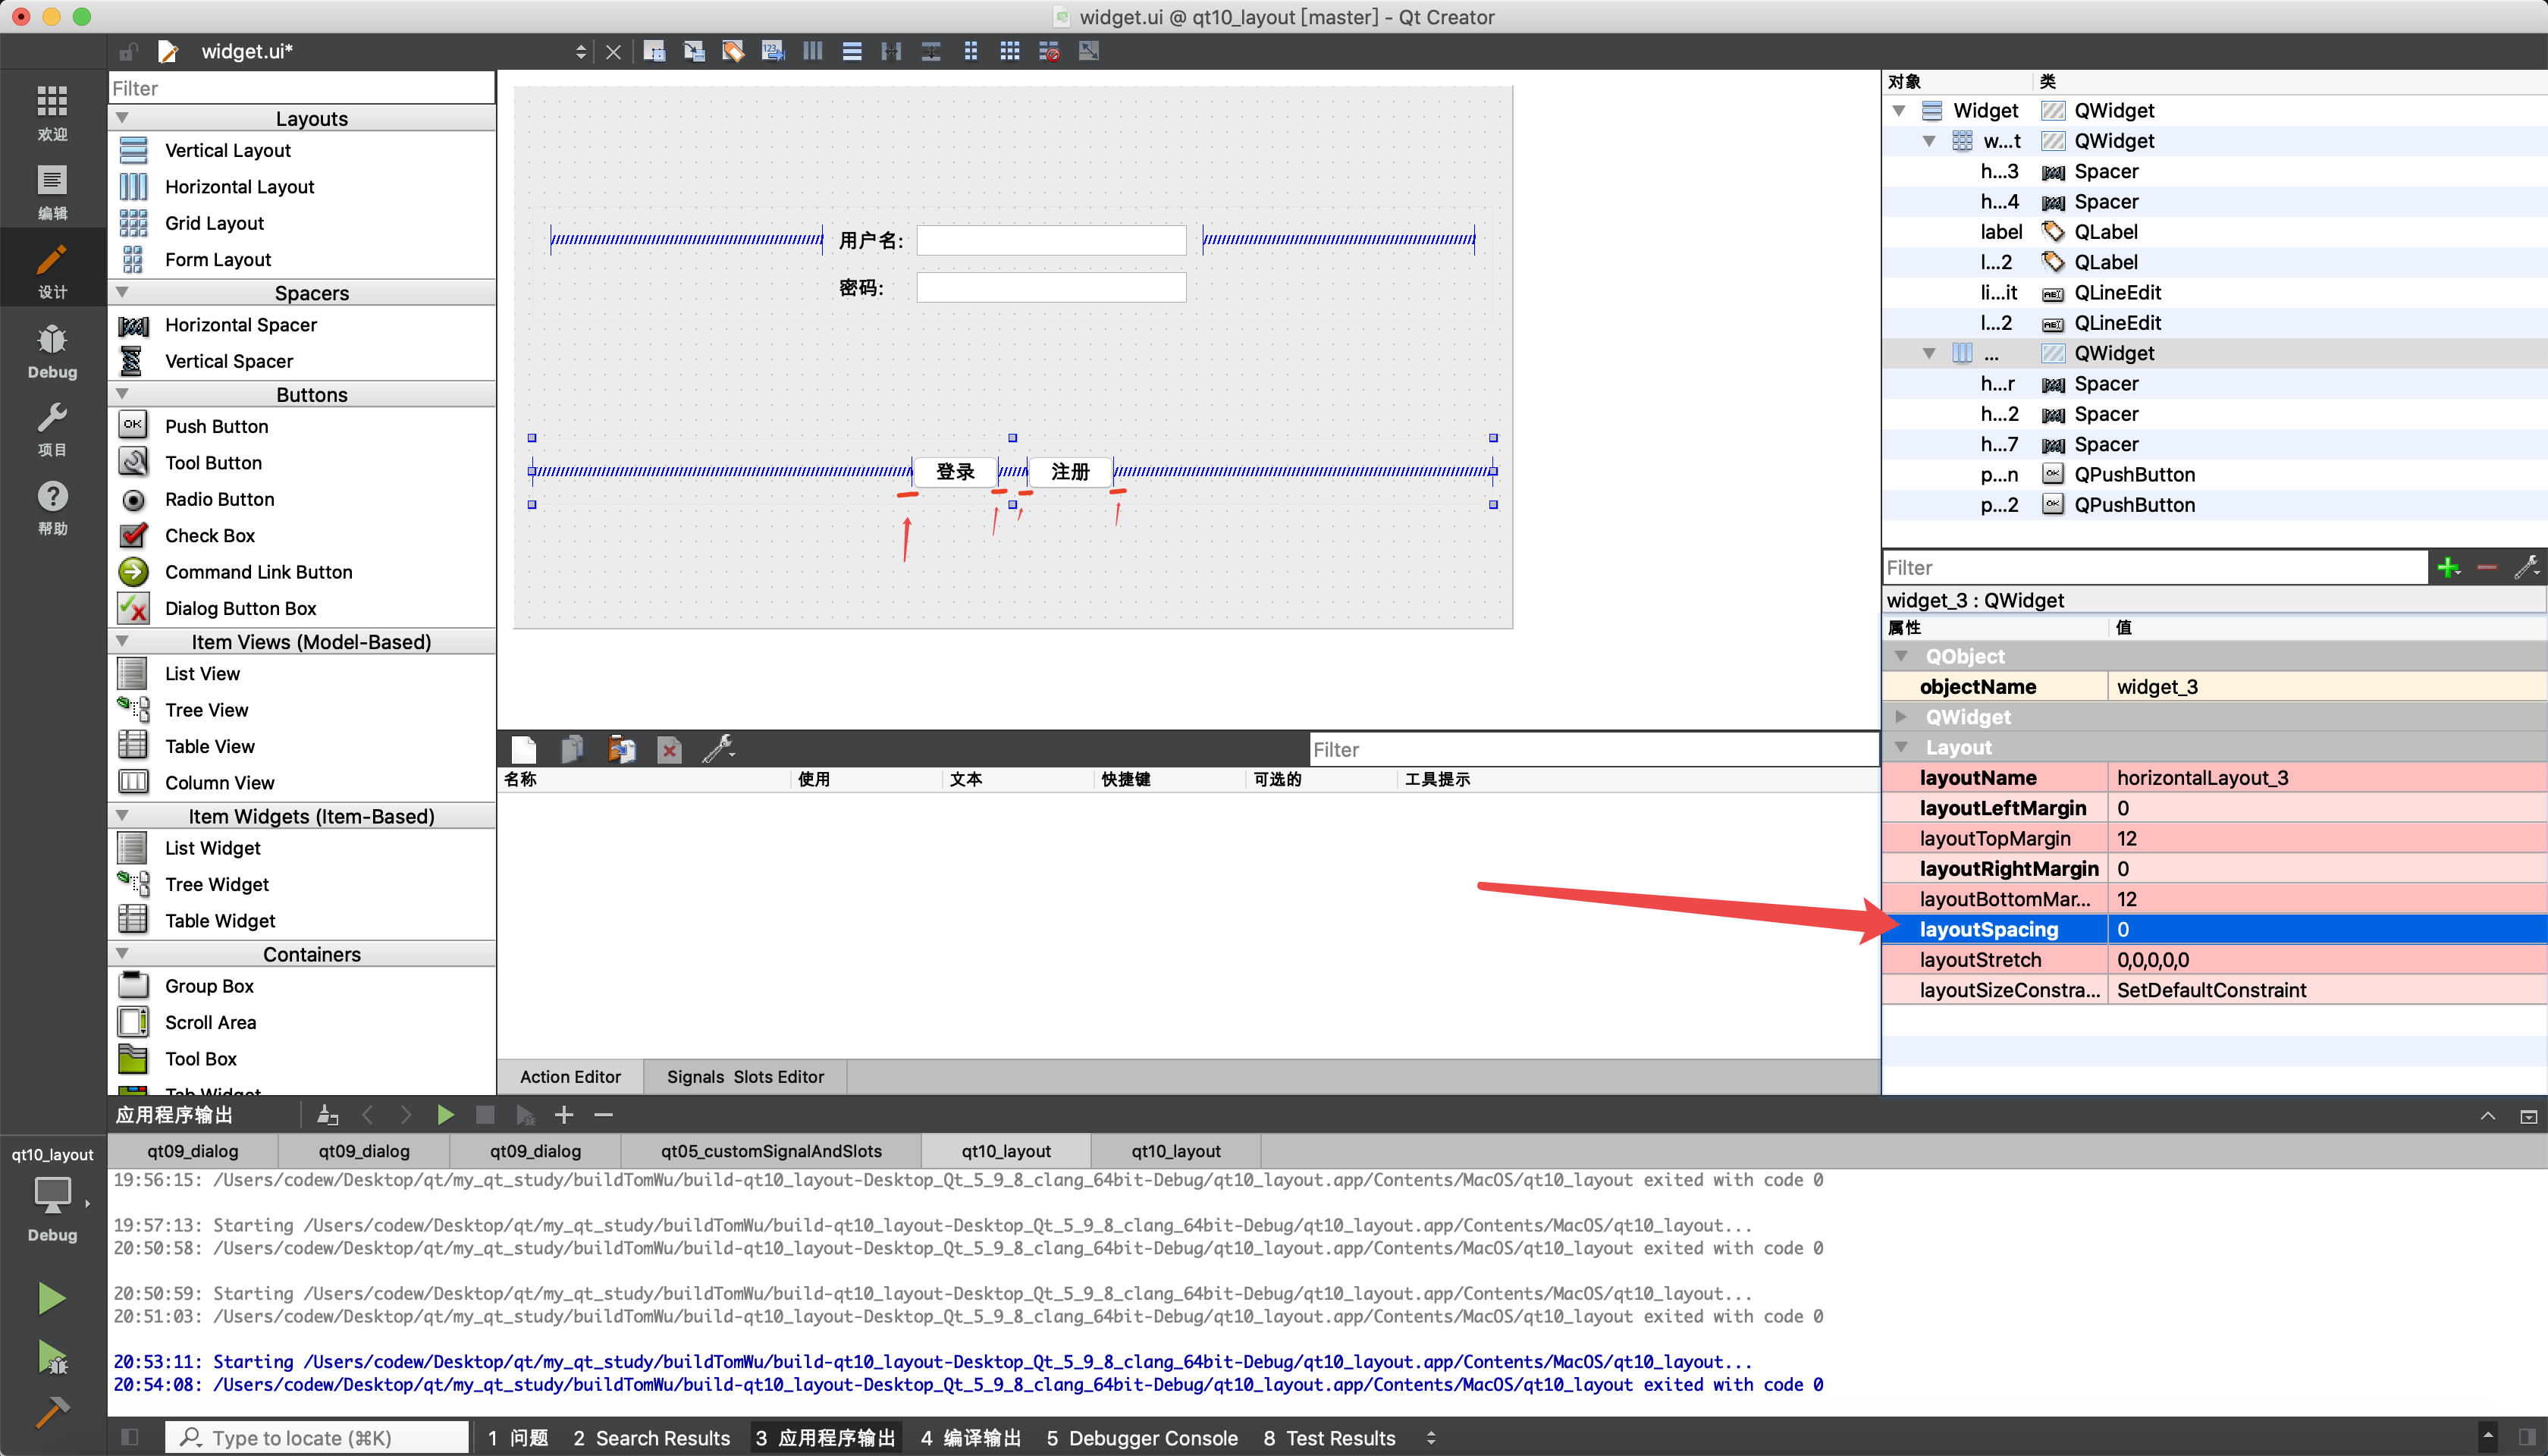 widget.ui @ qt10_layout [master] - Qt Creator
widget.ui*
欢迎
编辑
设计
Debug
项目
帮助
qt10_layout
Debug
Filter
Layouts
Vertical Layout
Horizontal Layout
Grid Layout
Form Layout
Spacers
Horizontal Spacer
Vertical Spacer
Buttons
OK Push Button
Tool Button
Radio Button
Check Box
Command Link Button
Dialog Button Box
Item Views (Model-Based)
List View
Tree View
Table View
Column View
Item Widgets (Item-Based)
List Widget
Tree Widget
Table Widget
Containers
Group Box
Scroll Area
Tool Box
Tab Widget
用户名:
密码:
登录 注册
Filter
名称 使用 文本 快捷键 可选的 工具提示
Action Editor Signals Slots Editor
对象 类
Widget QWidget
w...t QWidget
h...3 Spacer
h...4 Spacer
label QLabel
l...2 QLabel
li...it QLineEdit
l...2 QLineEdit
... QWidget
h...r Spacer
h...2 Spacer
h...7 Spacer
p...n QPushButton
p...2 QPushButton
Filter
widget_3 : QWidget
属性 值
QObject
objectName widget_3
QWidget
Layout
layoutName horizontalLayout_3
layoutLeftMargin 0
layoutTopMargin 12
layoutRightMargin 0
layoutBottomMar... 12
layoutSpacing 0
layoutStretch 0,0,0,0,0
layoutSizeConstra... SetDefaultConstraint
应用程序输出
qt09_dialog qt09_dialog qt09_dialog qt05_customSignalAndSlots qt10_layout qt10_layout
19:56:15: /Users/codew/Desktop/qt/my_qt_study/buildTomWu/build-qt10_layout-Desktop_Qt_5_9_8_clang_64bit-Debug/qt10_layout.app/Contents/MacOS/qt10_layout exited with code 0
19:57:13: Starting /Users/codew/Desktop/qt/my_qt_study/buildTomWu/build-qt10_layout-Desktop_Qt_5_9_8_clang_64bit-Debug/qt10_layout.app/Contents/MacOS/qt10_layout...
20:50:58: /Users/codew/Desktop/qt/my_qt_study/buildTomWu/build-qt10_layout-Desktop_Qt_5_9_8_clang_64bit-Debug/qt10_layout.app/Contents/MacOS/qt10_layout exited with code 0
20:50:59: Starting /Users/codew/Desktop/qt/my_qt_study/buildTomWu/build-qt10_layout-Desktop_Qt_5_9_8_clang_64bit-Debug/qt10_layout.app/Contents/MacOS/qt10_layout...
20:51:03: /Users/codew/Desktop/qt/my_qt_study/buildTomWu/build-qt10_layout-Desktop_Qt_5_9_8_clang_64bit-Debug/qt10_layout.app/Contents/MacOS/qt10_layout exited with code 0
20:53:11: Starting /Users/codew/Desktop/qt/my_qt_study/buildTomWu/build-qt10_layout-Desktop_Qt_5_9_8_clang_64bit-Debug/qt10_layout.app/Contents/MacOS/qt10_layout...
20:54:08: /Users/codew/Desktop/qt/my_qt_study/buildTomWu/build-qt10_layout-Desktop_Qt_5_9_8_clang_64bit-Debug/qt10_layout.app/Contents/MacOS/qt10_layout exited with code 0
Type to locate (⌘K) 1 问题 2 Search Results 3 应用程序输出 4 编译输出 5 Debugger Console 8 Test Results